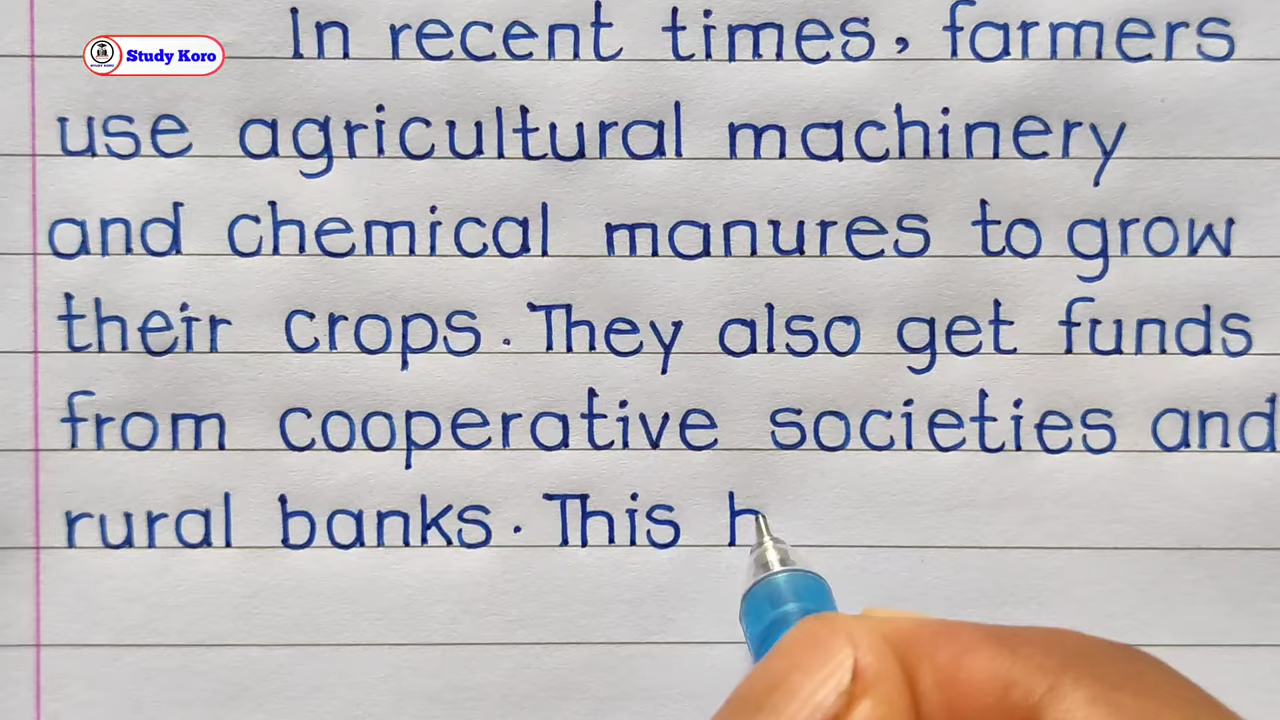 Study Koro
In recent times, farmers
use agricultural machinery
and chemical manures to grow
their crops. They also get funds
from cooperative societies and
rural banks. This h